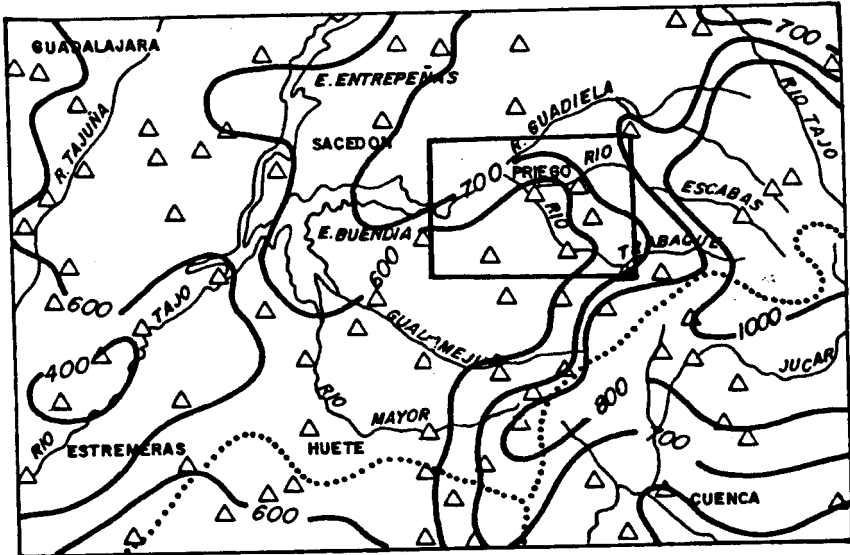 GUADALAJARA
700
E. ENTREPEÑAS
R. TAJUÑA
RIO TAJO
R. GUADIELA
SACEDON
RIO
PRIEGO
700
ESCABAS
RIO
E. BUENDIA
TRABAQUE
600
600
TAJO
1000
GUADAMEJUD
JUCAR
400
RIO
800
MAYOR
700
RIO
ESTREMERAS
HUETE
CUENCA
600